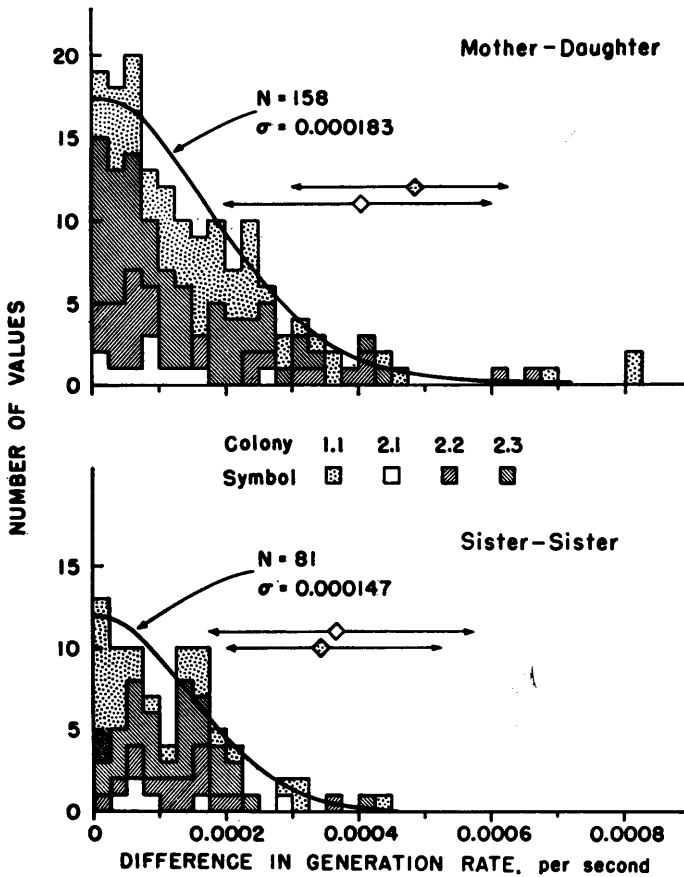 Mother-Daughter
20
15
10
5
0
N = 158
σ = 0.000183
NUMBER OF VALUES
Colony 1.1 2.1 2.2 2.3
Symbol
Sister-Sister
15
10
5
0
N = 81
σ = 0.000147
0 0.0002 0.0004 0.0006 0.0008
DIFFERENCE IN GENERATION RATE, per second